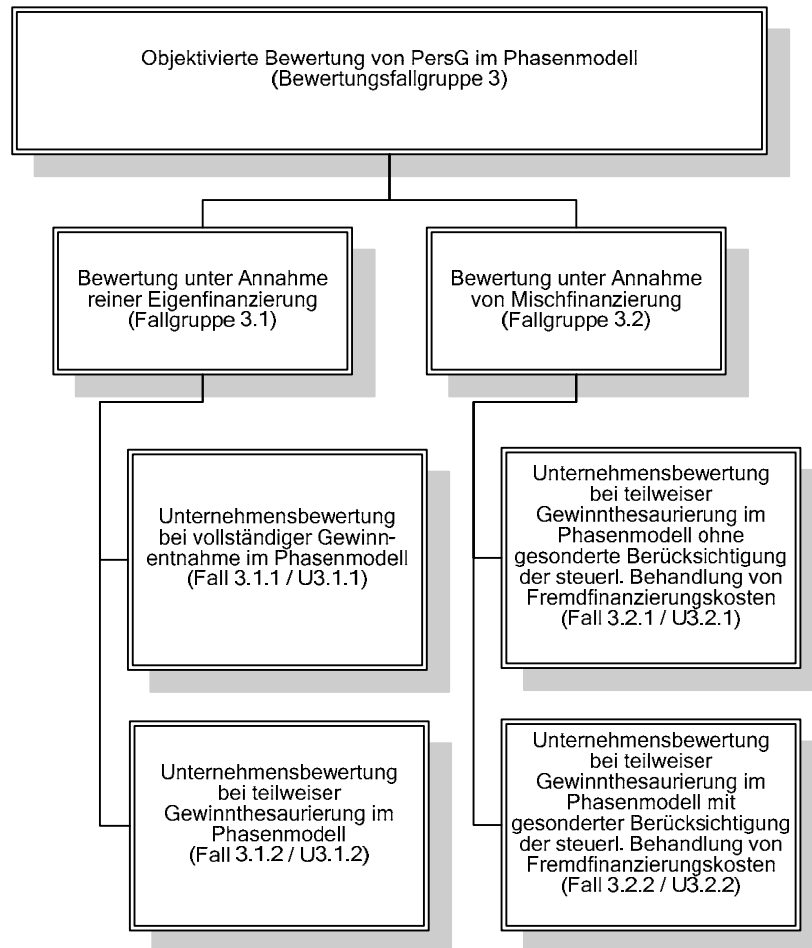 Objektivierte Bewertung von PersG im Phasenmodell
(Bewertungsfallgruppe 3)
Bewertung unter Annahme
reiner Eigenfinanzierung
(Fallgruppe 3.1)
Bewertung unter Annahme
von Mischfinanzierung
(Fallgruppe 3.2)
Unternehmensbewertung
bei vollständiger Gewinn-
entnahme im Phasenmodell
(Fall 3.1.1 / U3.1.1)
Unternehmensbewertung
bei teilweiser
Gewinnthesaurierung im
Phasenmodell
(Fall 3.1.2 / U3.1.2)
Unternehmensbewertung
bei teilweiser
Gewinnthesaurierung im
Phasenmodell ohne
gesonderte Berücksichtigung
der steuerl. Behandlung von
Fremdfinanzierungskosten
(Fall 3.2.1 / U3.2.1)
Unternehmensbewertung
bei teilweiser
Gewinnthesaurierung im
Phasenmodell mit
gesonderter Berücksichtigung
der steuerl. Behandlung von
Fremdfinanzierungskosten
(Fall 3.2.2 / U3.2.2)